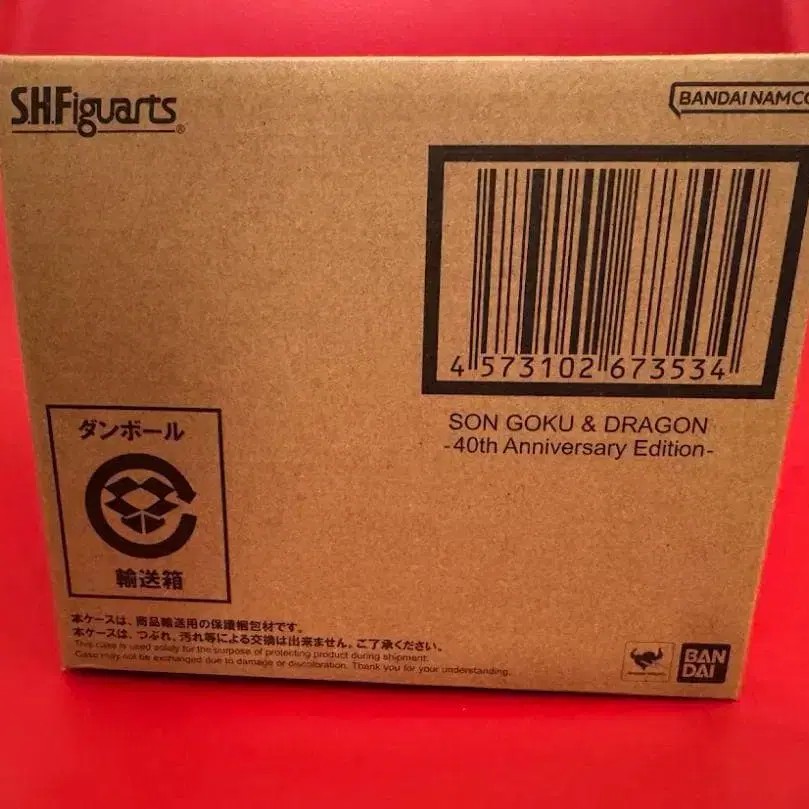 S.H.Figuarts®
BANDAI NAMCO
4 573102 673534
SON GOKU & DRAGON
-40th Anniversary Edition-
ダンボール
輸送箱
本ケースは、商品輸送用の保護梱包材です。
本ケースは、つぶれ、汚れ等による交換は出来ません。ご了承ください。
This case is used solely for the purpose of protecting product during shipment.
Case may not be exchanged due to damage or discoloration. Thank you for your understanding.
BAN
DAI